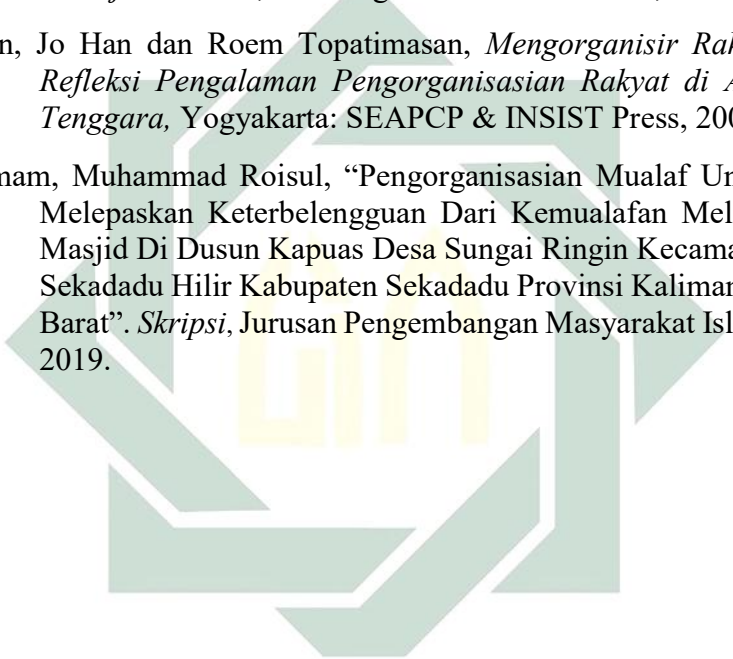 n, Jo Han dan Roem Topatimasan, Mengorganisir Rak
Refleksi Pengalaman Pengorganisasian Rakyat di A
Tenggara, Yogyakarta: SEAPCP & INSIST Press, 200
nam, Muhammad Roisul, “Pengorganisasian Mualaf Un
Melepaskan Keterbelengguan Dari Kemualafan Mel
Masjid Di Dusun Kapuas Desa Sungai Ringin Kecama
Sekadadu Hilir Kabupaten Sekadadu Provinsi Kaliman
Barat”. Skripsi, Jurusan Pengembangan Masyarakat Isl
2019.